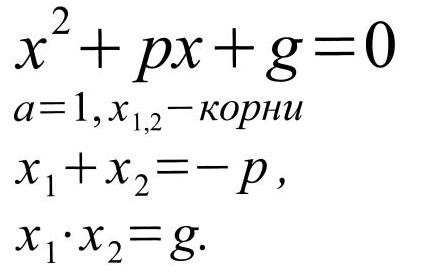 x² + px + g = 0
a = 1, x₁,₂ – корни
x₁ + x₂ = – p ,
x₁ · x₂ = g.